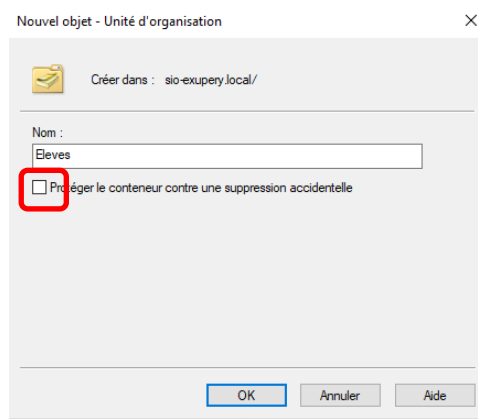 Nouvel objet - Unité d'organisation
Créer dans : sio-exupery.local/
Nom :
Eleves
Protéger le conteneur contre une suppression accidentelle
OK Annuler Aide